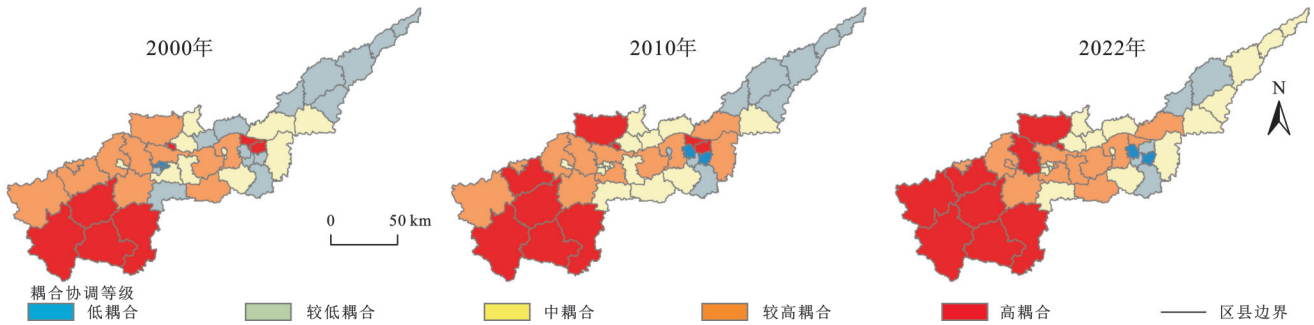 2000年
2010年
2022年
N
0 50 km
耦合协调等级
低耦合 较低耦合 中耦合 较高耦合 高耦合 区县边界